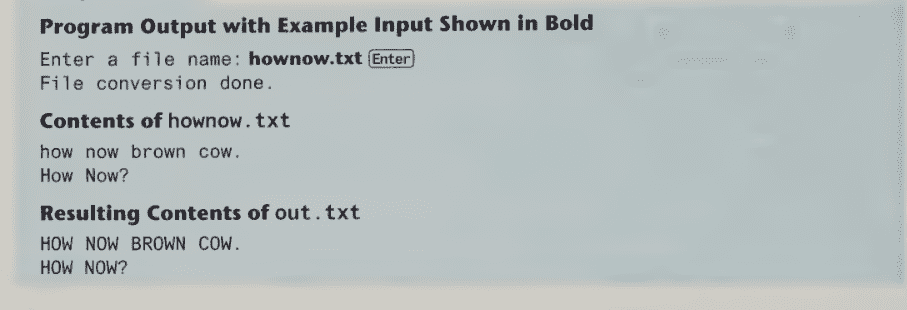 Program Output with Example Input Shown in Bold
Enter a file name: hownow.txt Enter
File conversion done.
Contents of hownow.txt
how now brown cow.
How Now?
Resulting Contents of out.txt
HOW NOW BROWN COW.
HOW NOW?